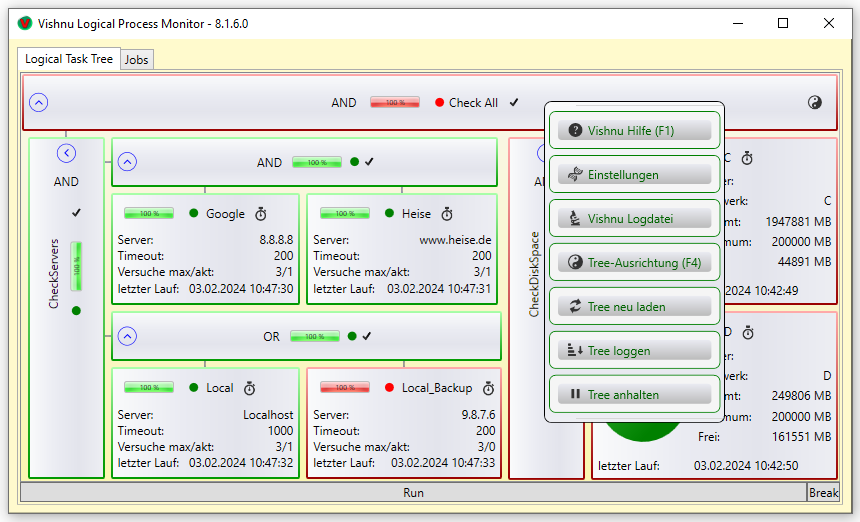 Vishnu Logical Process Monitor - 8.1.6.0
Logical Task Tree
Jobs
AND 100 % Check All
AND
CheckServers
100 %
AND 100 %
100 % Google
Server: 8.8.8.8
Timeout: 200
Versuche max/akt: 3/1
letzter Lauf: 03.02.2024 10:47:30
100 % Heise
Server: www.heise.de
Timeout: 200
Versuche max/akt: 3/1
letzter Lauf: 03.02.2024 10:47:31
OR 100 %
100 % Local
Server: Localhost
Timeout: 1000
Versuche max/akt: 3/1
letzter Lauf: 03.02.2024 10:47:32
100 % Local_Backup
Server: 9.8.7.6
Timeout: 200
Versuche max/akt: 3/0
letzter Lauf: 03.02.2024 10:47:33
CheckDiskSpace
Vishnu Hilfe (F1)
Einstellungen
Vishnu Logdatei
Tree-Ausrichtung (F4)
Tree neu laden
Tree loggen
Tree anhalten
C
er:
werk: C
mt: 1947881 MB
mum: 200000 MB
44891 MB
2024 10:42:49
D
er:
werk: D
mt: 249806 MB
mum: 200000 MB
Frei: 161551 MB
letzter Lauf: 03.02.2024 10:42:50
Run
Break